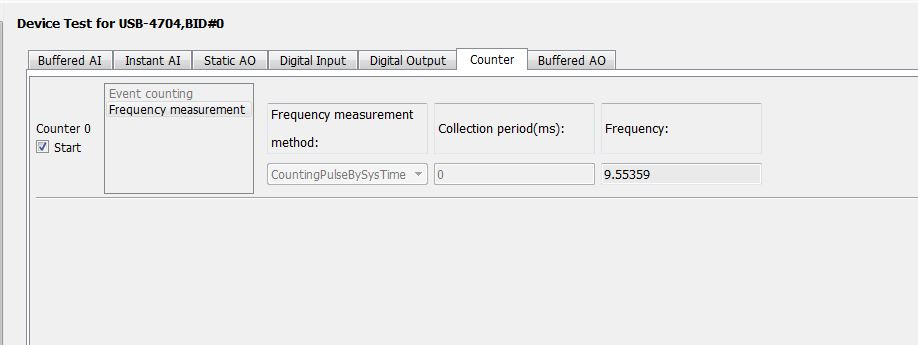 Device Test for USB-4704,BID#0
Buffered AI Instant AI Static AO Digital Input Digital Output Counter Buffered AO
Event counting
Frequency measurement
Counter 0
Start
Frequency measurement
method:
Collection period(ms):
Frequency:
CountingPulseBySysTime
0
9.55359